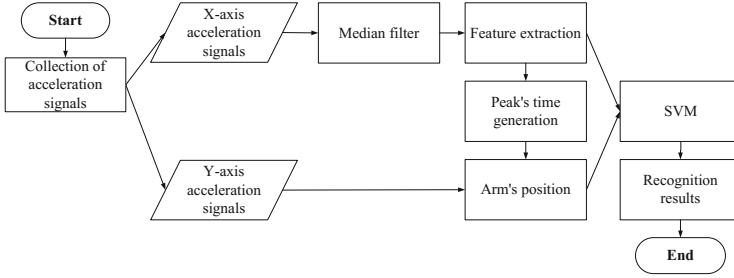 Start
Collection of
acceleration
signals
X-axis
acceleration
signals
Median filter
Feature extraction
Peak's time
generation
Y-axis
acceleration
signals
Arm's position
SVM
Recognition
results
End